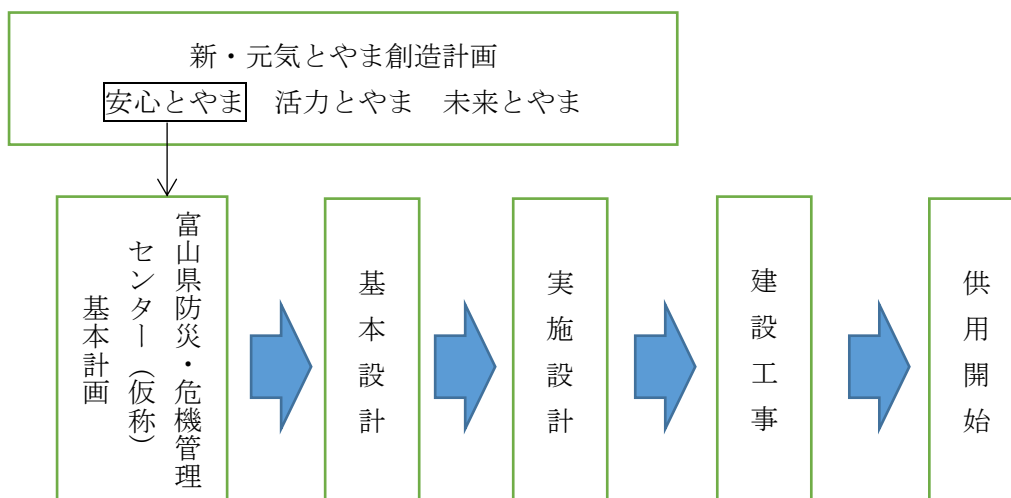 新・元気とやま創造計画
安心とやま 活力とやま 未来とやま
富山県防災・危機管理
センター（仮称）
基本計画
基本設計
実施設計
建設工事
供用開始